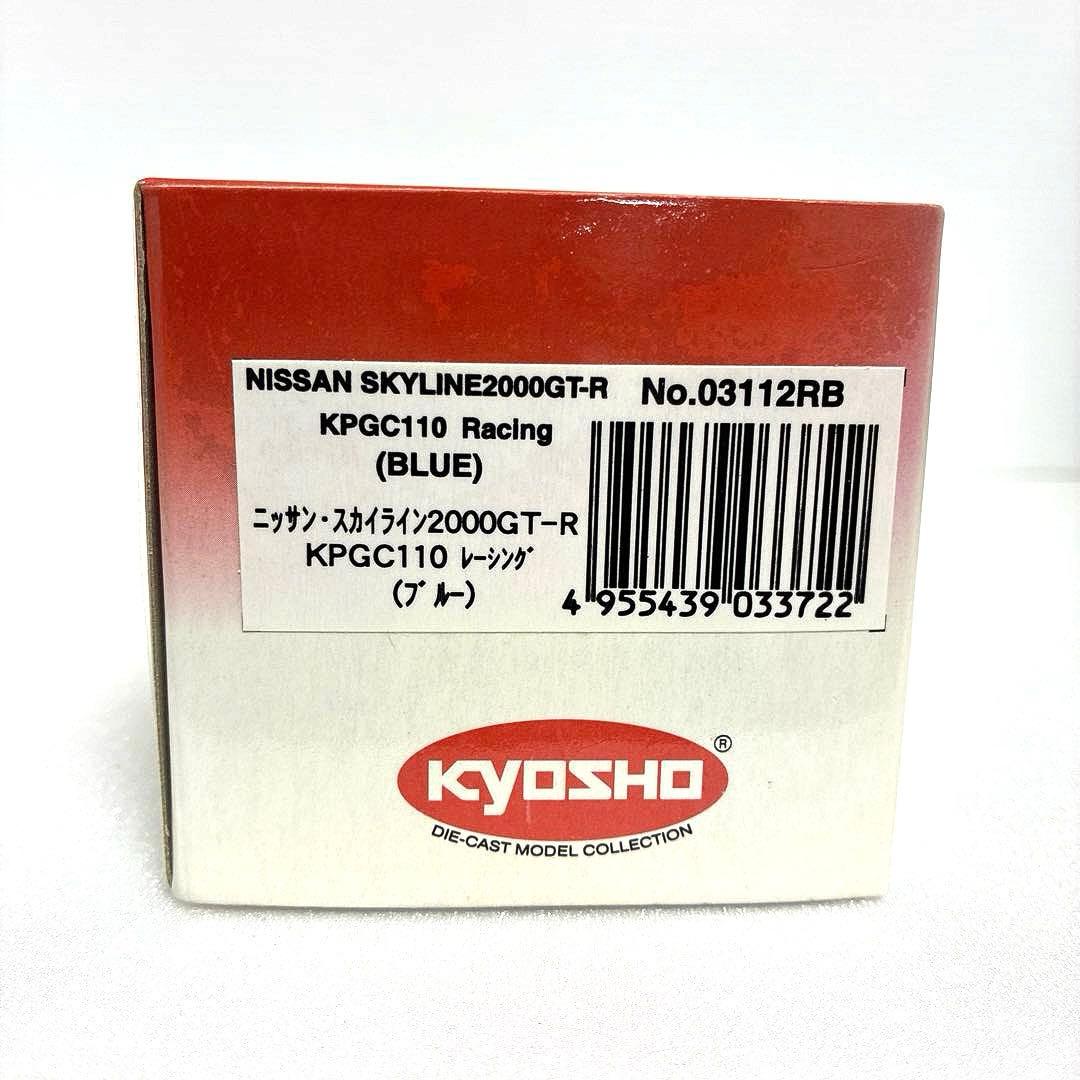 NISSAN SKYLINE2000GT-R No.03112RB
KPGC110 Racing
(BLUE)
ﾆｯｻﾝ・ｽｶｲﾗｲﾝ2000GT-R
KPGC110 ﾚｰｼﾝｸﾞ
(ﾌﾞﾙｰ)
4 955439 033722
KYOSHO ®
DIE-CAST MODEL COLLECTION